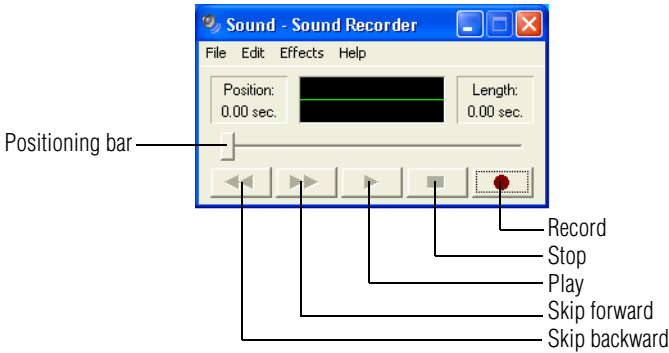 Sound - Sound Recorder
File Edit Effects Help
Position:
0.00 sec.
Length:
0.00 sec.
Positioning bar
Record
Stop
Play
Skip forward
Skip backward